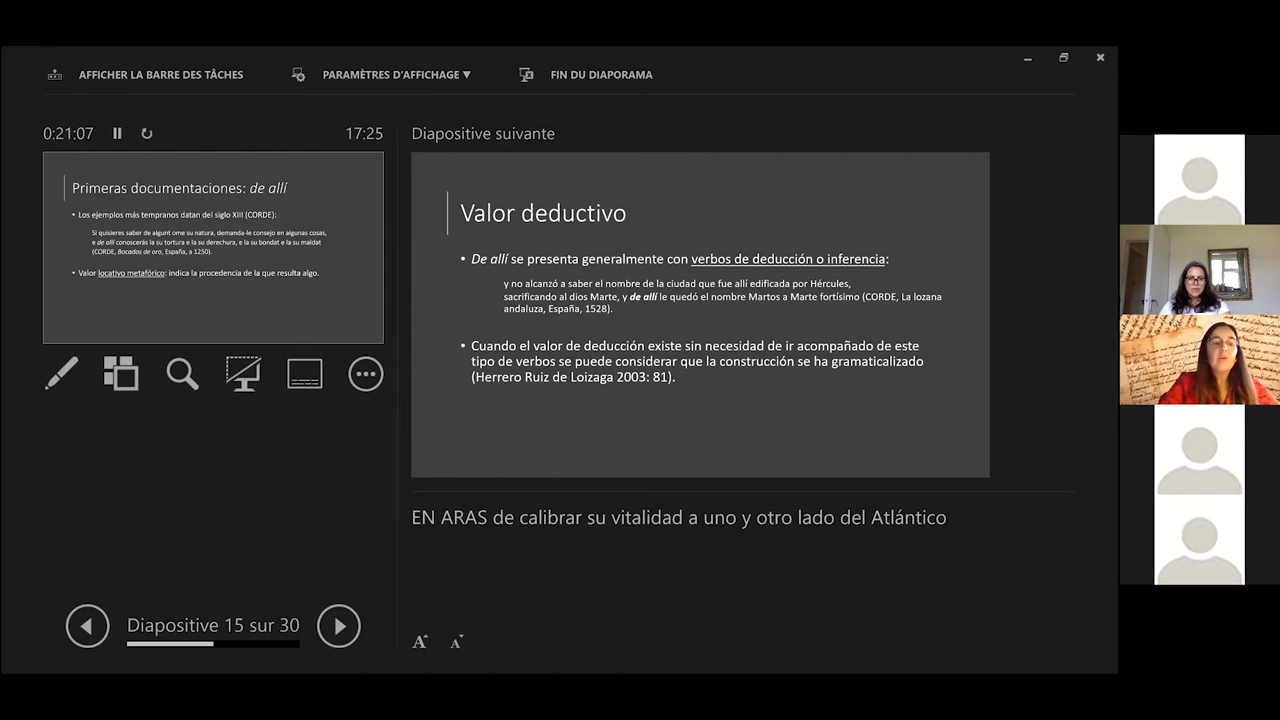 AFFICHER LA BARRE DES TÂCHES
PARAMÈTRES D'AFFICHAGE ▼
FIN DU DIAPORAMA
0:21:07
17:25
Primeras documentaciones: de allí
• Los ejemplos más tempranos datan del siglo XIII (CORDE):
Si quisieres saber de algunt ome su natura, demanda-le consejo en algunas cosas,
e de allí conoscerás la su tortura e la su derechura, e la su bondat e la su maldat
(CORDE, Bocados de oro, España, a 1250).
• Valor locativo metafórico: indica la procedencia de la que resulta algo.
Diapositive 15 sur 30
Diapositive suivante
Valor deductivo
• De allí se presenta generalmente con verbos de deducción o inferencia:
y no alcanzó a saber el nombre de la ciudad que fue allí edificada por Hércules,
sacrificando al dios Marte, y de allí le quedó el nombre Martos a Marte fortísimo (CORDE, La lozana
andaluza, España, 1528).
• Cuando el valor de deducción existe sin necesidad de ir acompañado de este
tipo de verbos se puede considerar que la construcción se ha gramaticalizado
(Herrero Ruiz de Loizaga 2003: 81).
EN ARAS de calibrar su vitalidad a uno y otro lado del Atlántico
A A